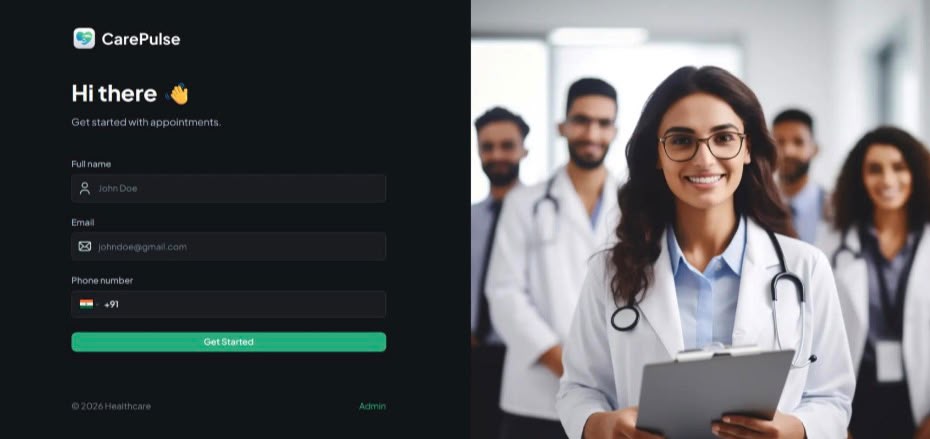 CarePulse
Hi there 👋
Get started with appointments.
Full name
John Doe
Email
johndoe@gmail.com
Phone number
+91
Get Started
© 2026 Healthcare
Admin